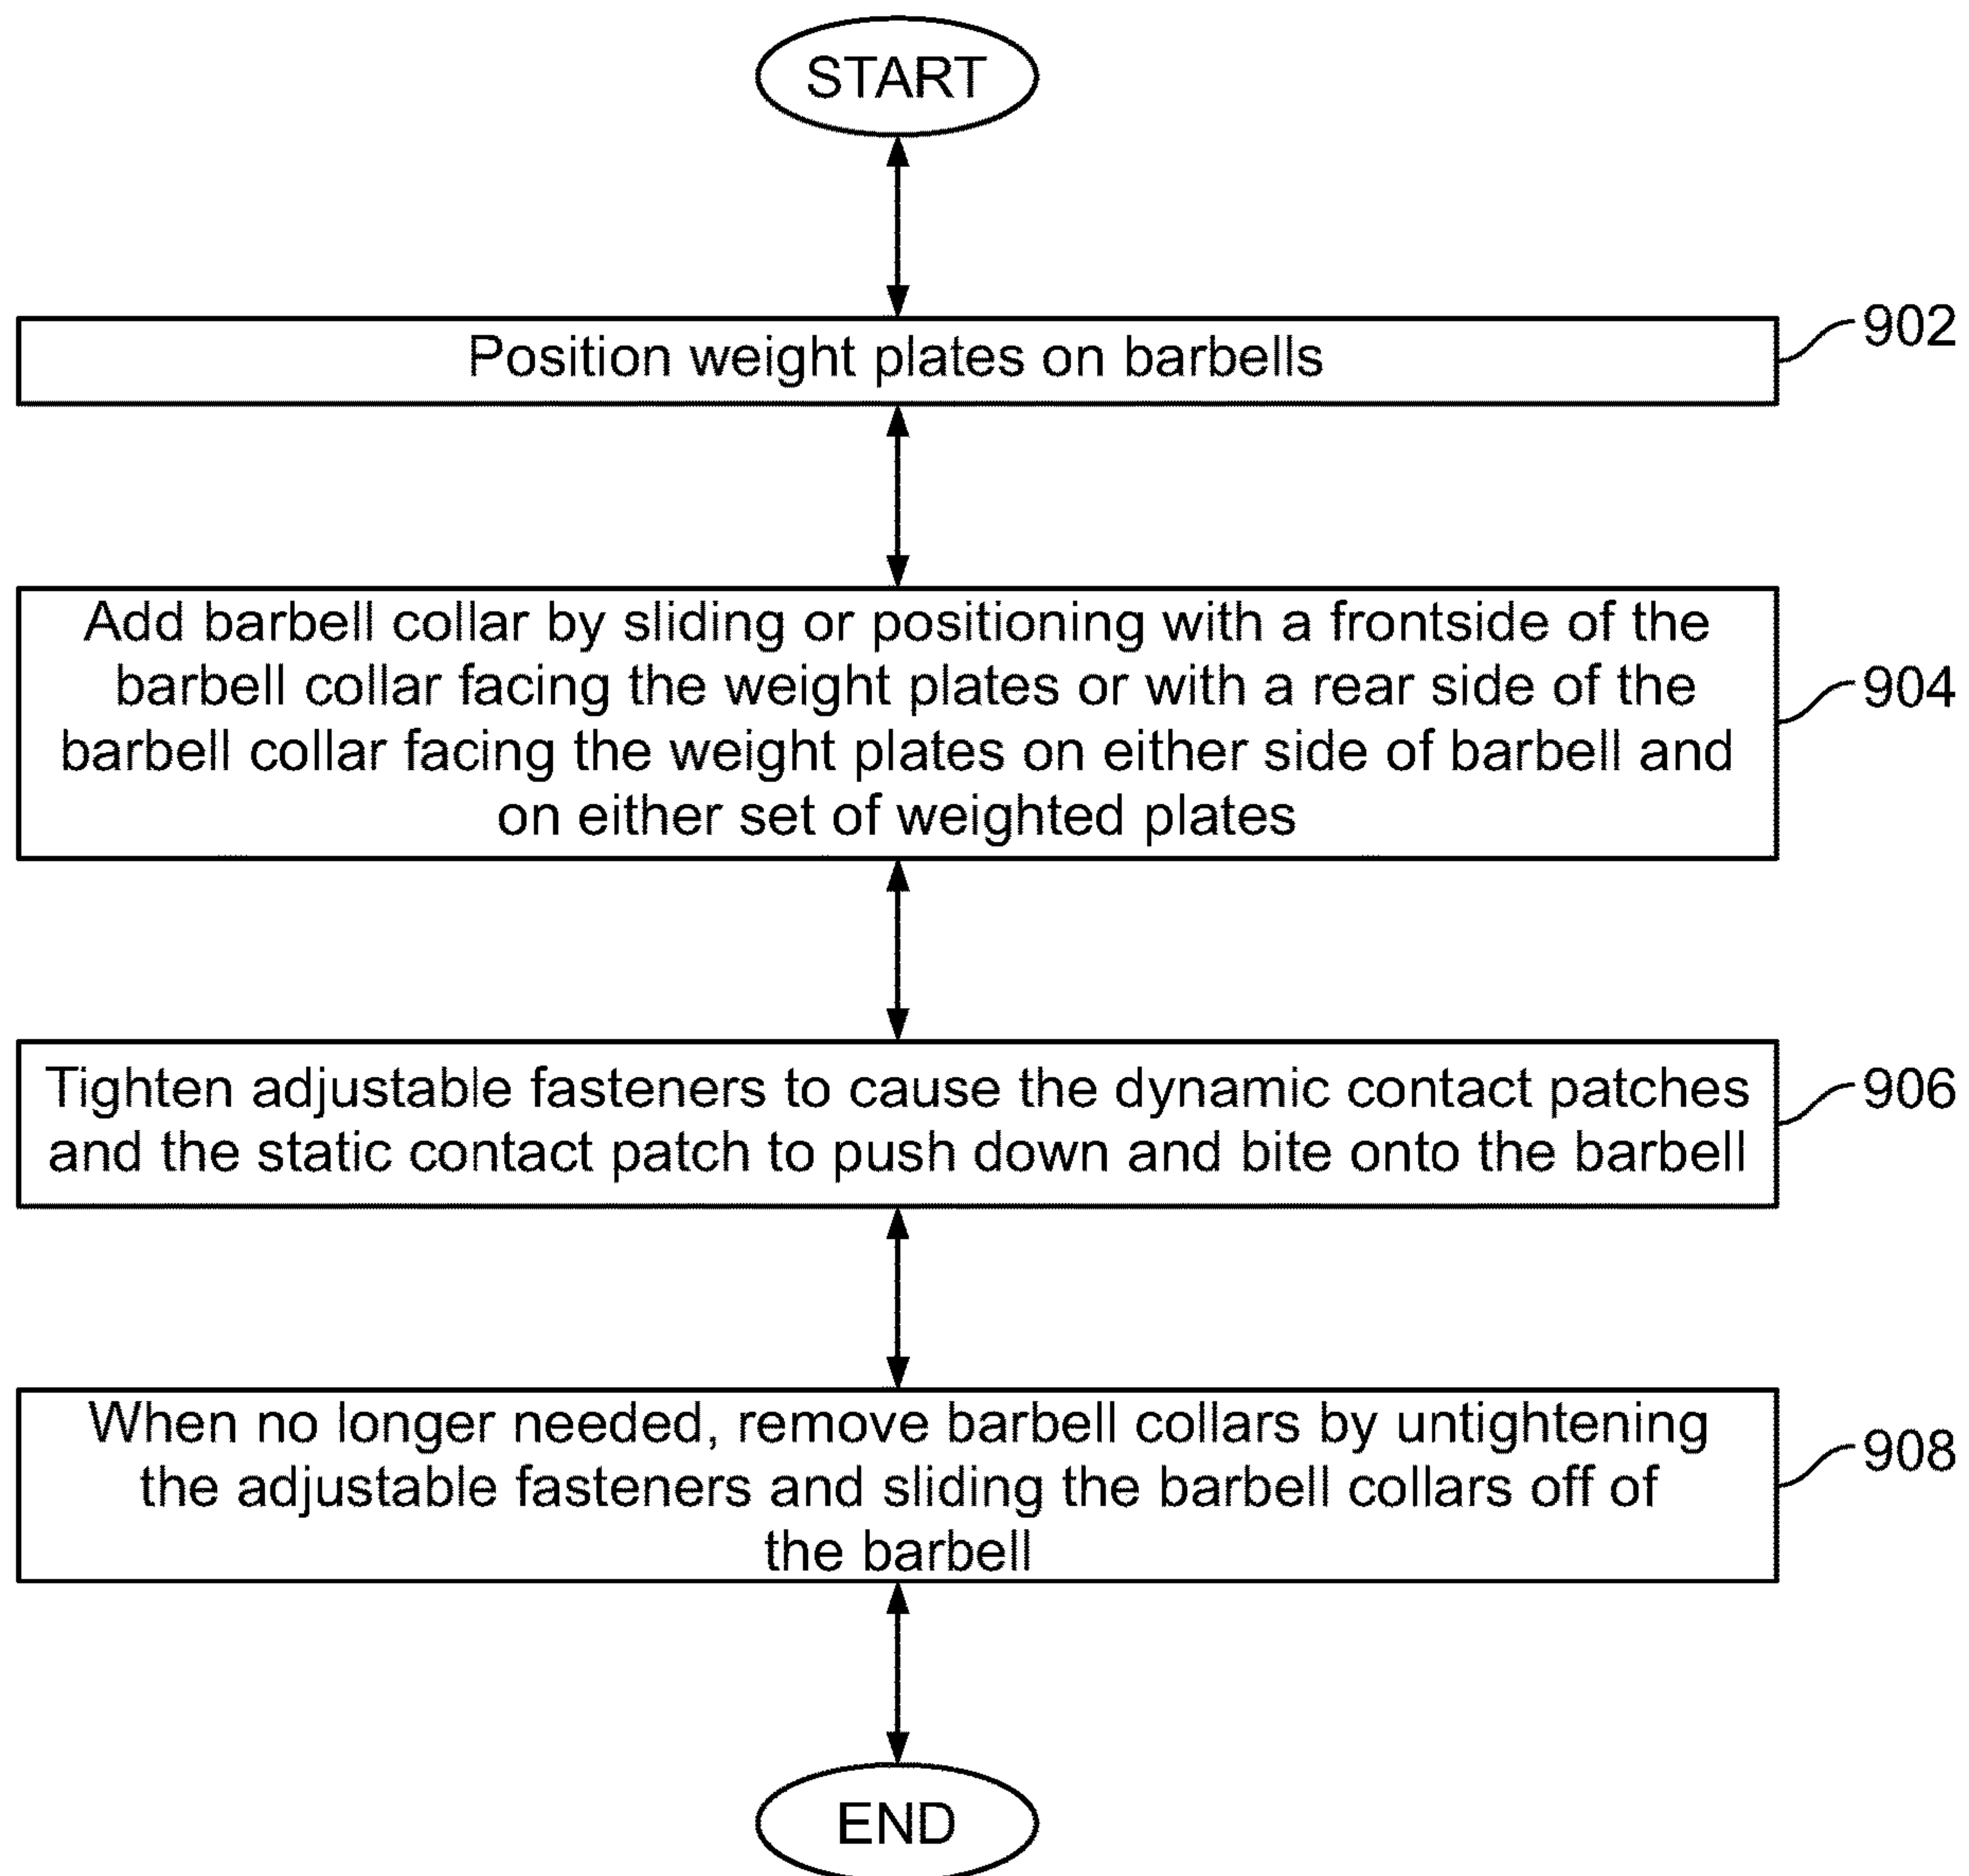 START
Position weight plates on barbells
902
Add barbell collar by sliding or positioning with a frontside of the
barbell collar facing the weight plates or with a rear side of the
barbell collar facing the weight plates on either side of barbell and
on either set of weighted plates
904
Tighten adjustable fasteners to cause the dynamic contact patches
and the static contact patch to push down and bite onto the barbell
906
When no longer needed, remove barbell collars by untightening
the adjustable fasteners and sliding the barbell collars off of
the barbell
908
END